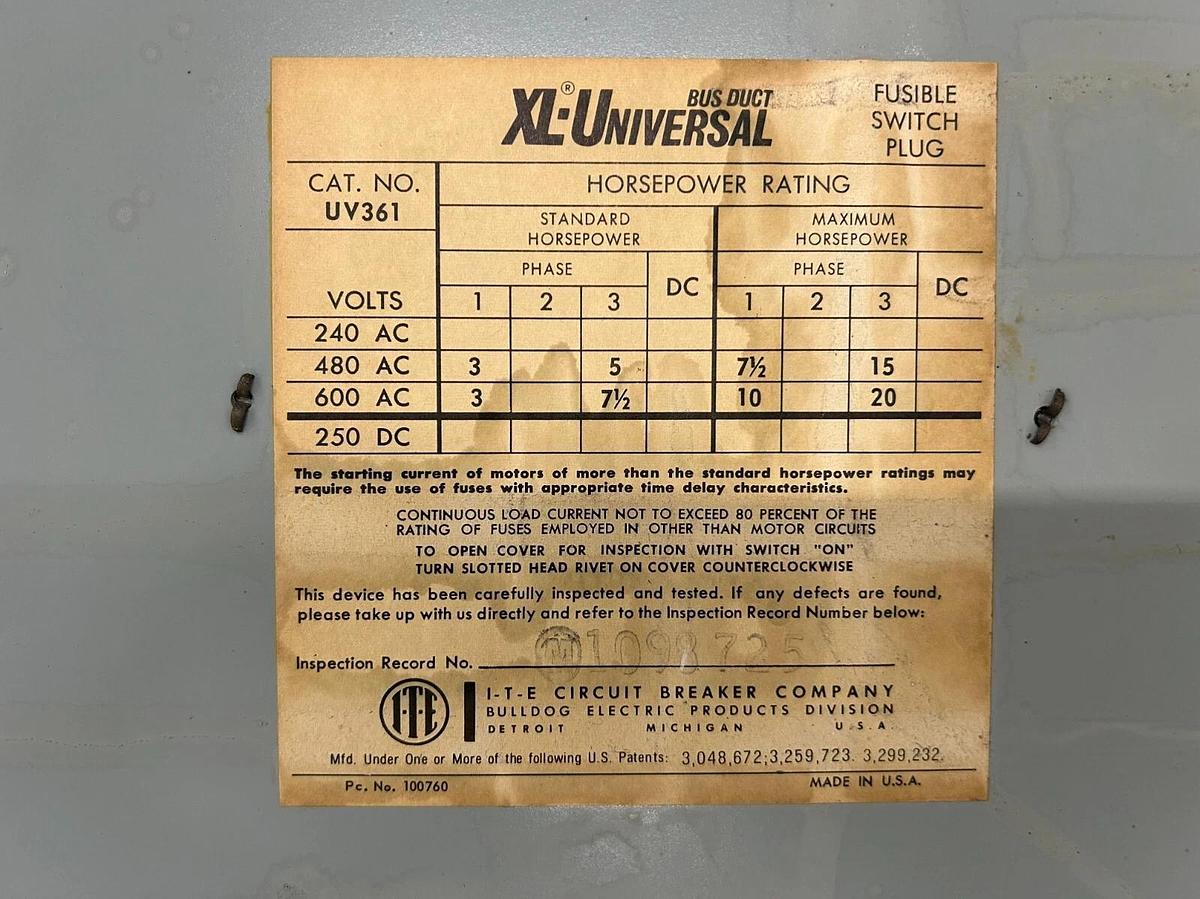 XL·UNIVERSAL®
BUS DUCT
FUSIBLE
SWITCH
PLUG
CAT. NO.
UV361
HORSEPOWER RATING
STANDARD
HORSEPOWER
MAXIMUM
HORSEPOWER
PHASE
DC
PHASE
DC
VOLTS
1 2 3
1 2 3
240 AC
480 AC 3 5 7½ 15
600 AC 3 7½ 10 20
250 DC
The starting current of motors of more than the standard horsepower ratings may
require the use of fuses with appropriate time delay characteristics.
CONTINUOUS LOAD CURRENT NOT TO EXCEED 80 PERCENT OF THE
RATING OF FUSES EMPLOYED IN OTHER THAN MOTOR CIRCUITS
TO OPEN COVER FOR INSPECTION WITH SWITCH "ON"
TURN SLOTTED HEAD RIVET ON COVER COUNTERCLOCKWISE
This device has been carefully inspected and tested. If any defects are found,
please take up with us directly and refer to the Inspection Record Number below:
1098725
Inspection Record No.
I-T-E
I-T-E CIRCUIT BREAKER COMPANY
BULLDOG ELECTRIC PRODUCTS DIVISION
DETROIT MICHIGAN U.S.A.
Mfd. Under One or More of the following U.S. Patents: 3,048,672;3,259,723. 3,299,232.
Pc. No. 100760
MADE IN U.S.A.